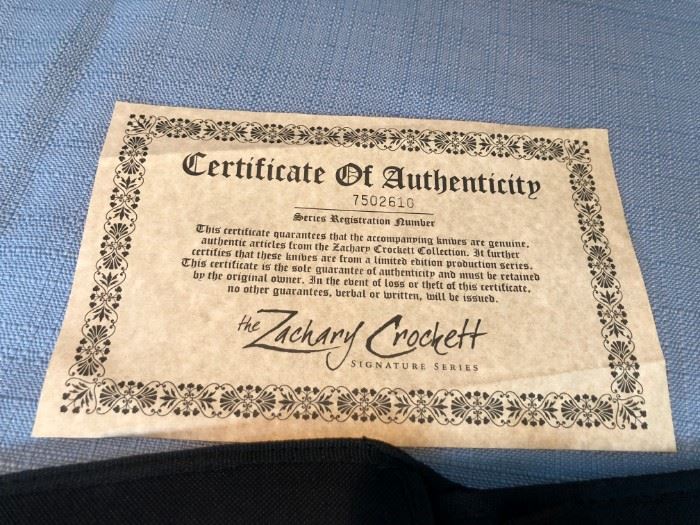 Certificate Of Authenticity
7502610
Series Registration Number
This certificate quarantees that the accompanying knives are genuine,
authentic articles from the Zachary Crockett Collection. It further
certifies that these knives are from a limited edition production series.
This certificate is the sole guarantee of authenticity and must be retained
by the original owner. In the event of loss or theft of this certificate,
no other guarantees, verbal or written, will be issued.
the Zachary Crockett
SIGNATURE SERIES